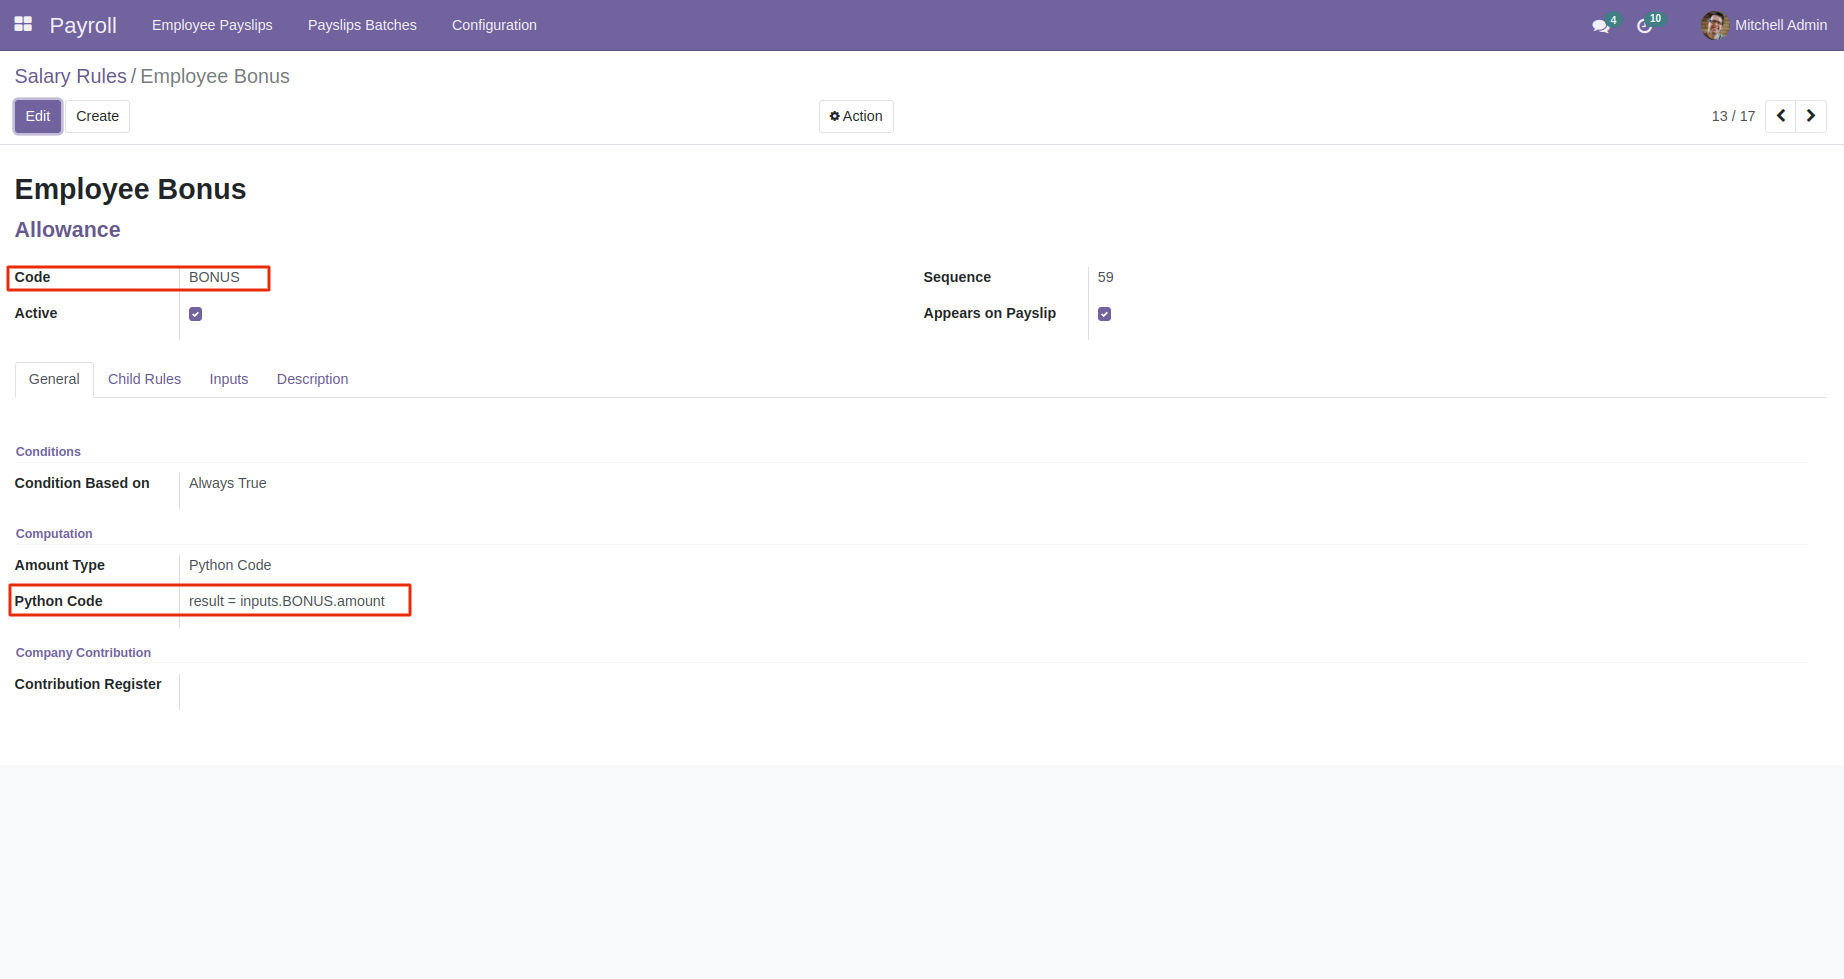 Payroll Employee Payslips Payslips Batches Configuration 4 10 Mitchell Admin
Salary Rules / Employee Bonus
Edit Create Action 13 / 17
Employee Bonus
Allowance
Code BONUS Sequence 59
Active Appears on Payslip
General Child Rules Inputs Description
Conditions
Condition Based on Always True
Computation
Amount Type Python Code
Python Code result = inputs.BONUS.amount
Company Contribution
Contribution Register